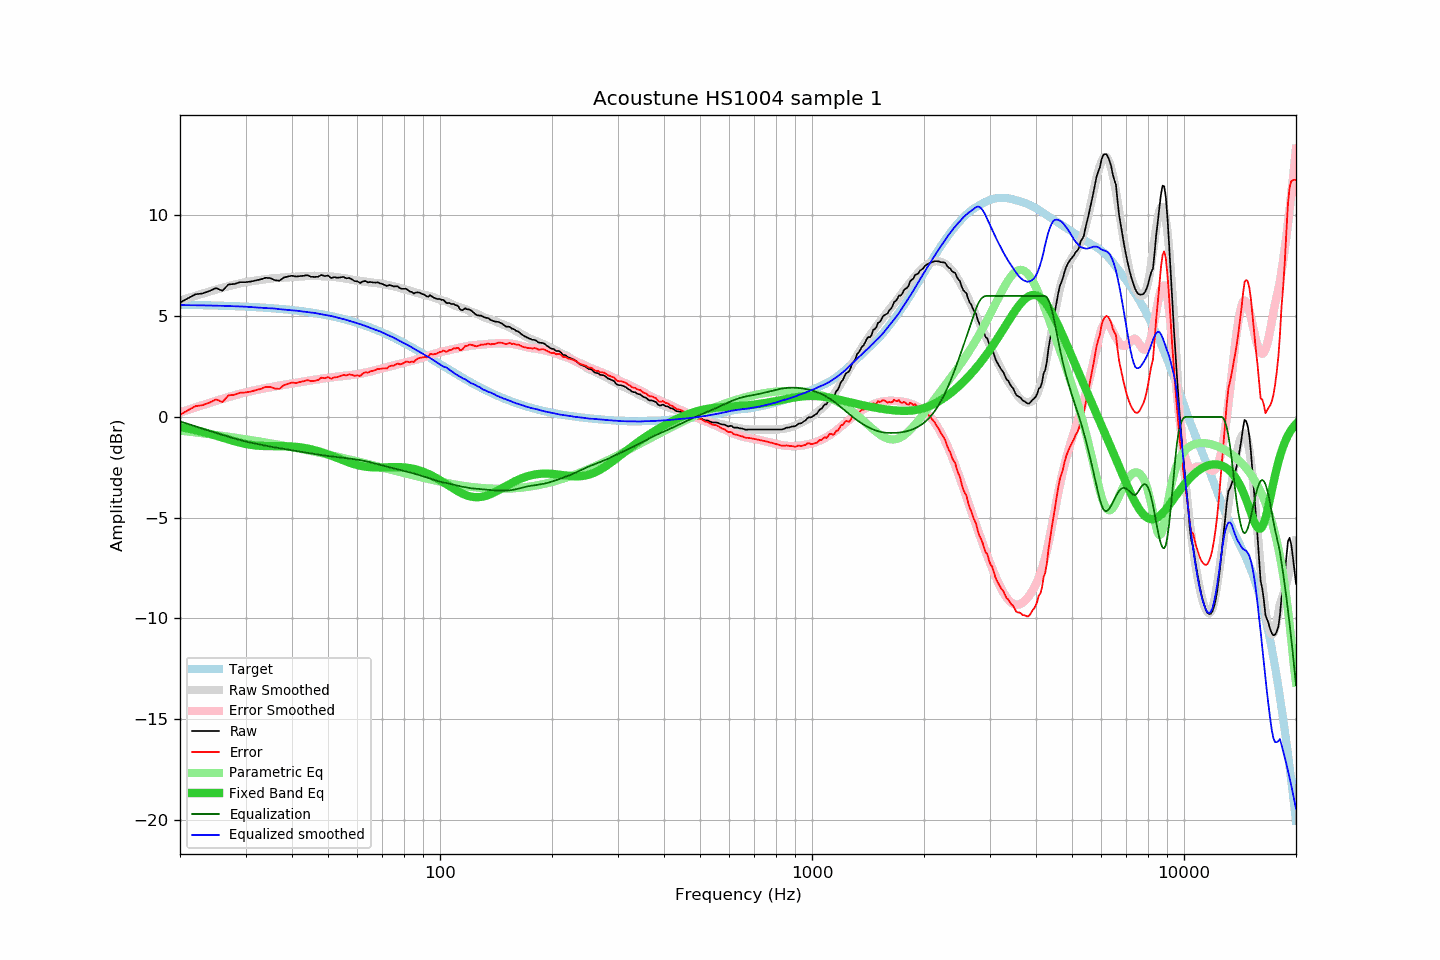 Acoustune HS1004 sample 1
Amplitude (dBr)
10
5
0
−5
−10
−15
−20
Target
Raw Smoothed
Error Smoothed
Raw
Error
Parametric Eq
Fixed Band Eq
Equalization
Equalized smoothed
100 1000 10000
Frequency (Hz)